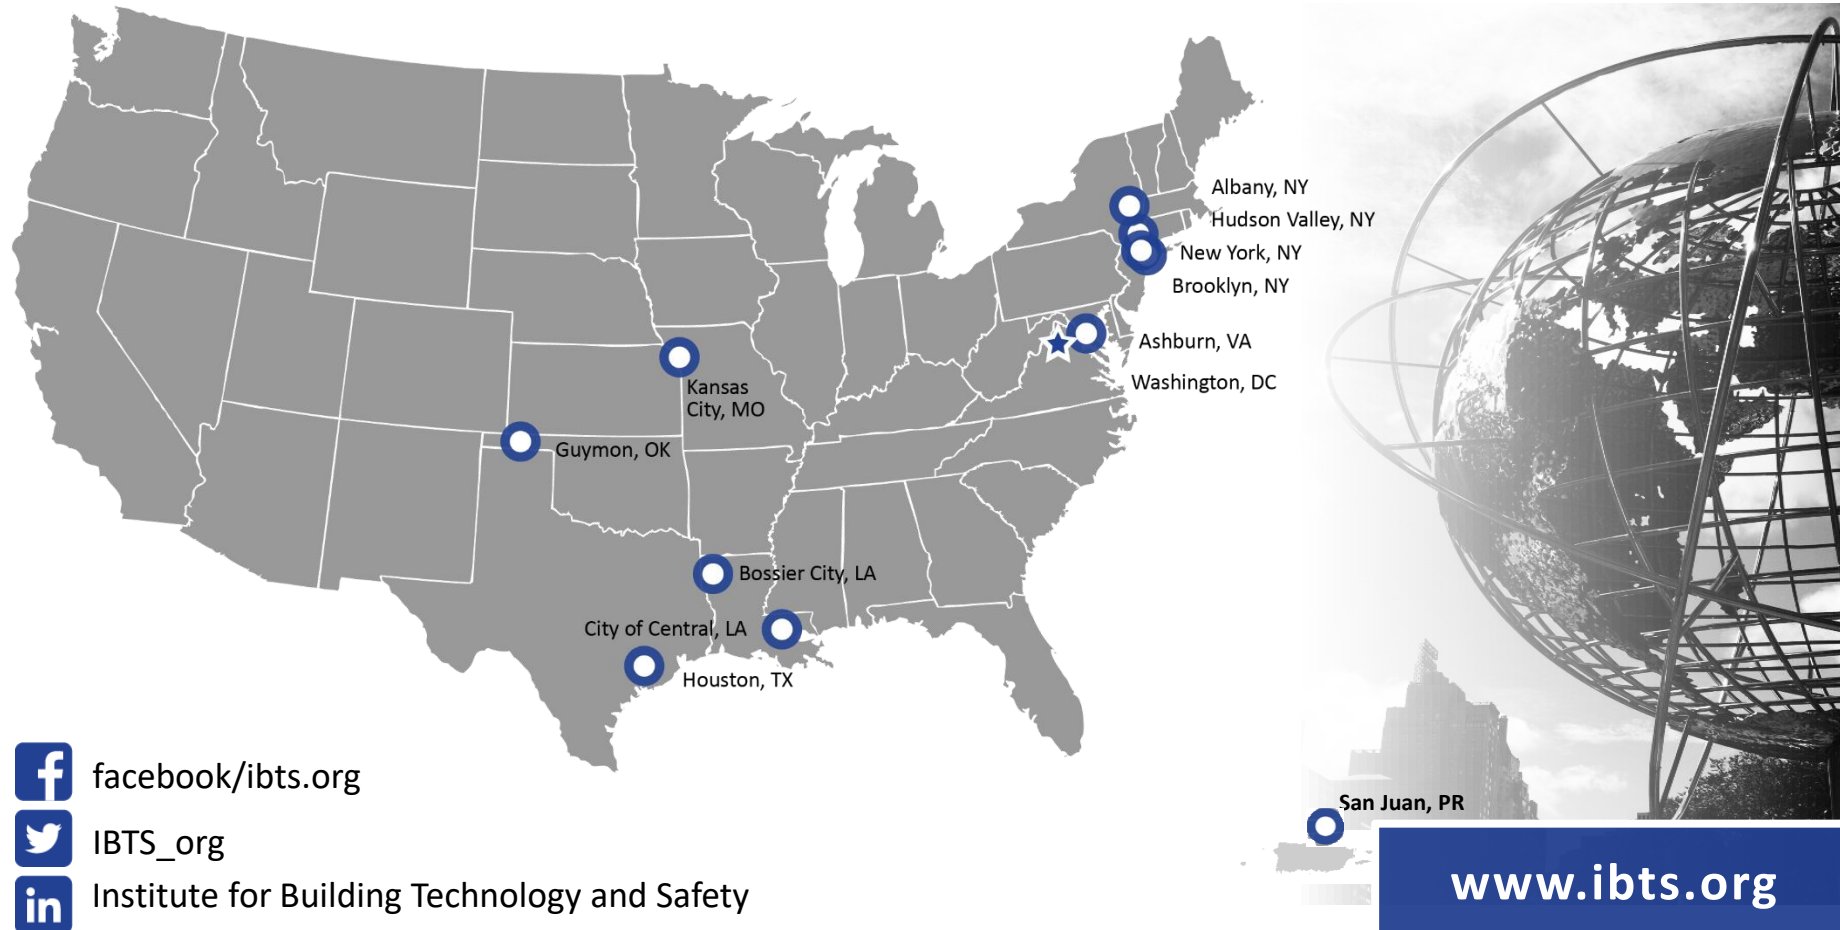 Albany, NY
Hudson Valley, NY
New York, NY
Brooklyn, NY
Ashburn, VA
Washington, DC
Kansas
City, MO
Guymon, OK
Bossier City, LA
City of Central, LA
Houston, TX
facebook/ibts.org
IBTS_org
in
Institute for Building Technology and Safety
San Juan, PR
www.ibts.org